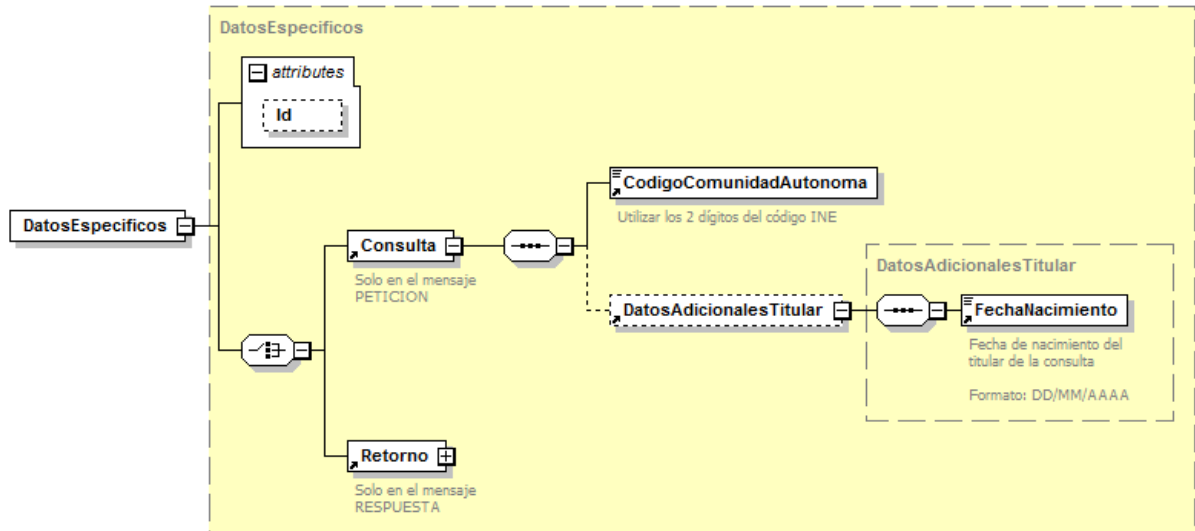 DatosEspecificos
attributes
Id
CodigoComunidadAutonoma
Utilizar los 2 dígitos del código INE
DatosEspecificos
Consulta
Solo en el mensaje
PETICION
DatosAdicionalesTitular
DatosAdicionalesTitular
FechaNacimiento
Fecha de nacimiento del
titular de la consulta
Formato: DD/MM/AAAA
Retorno
Solo en el mensaje
RESPUESTA